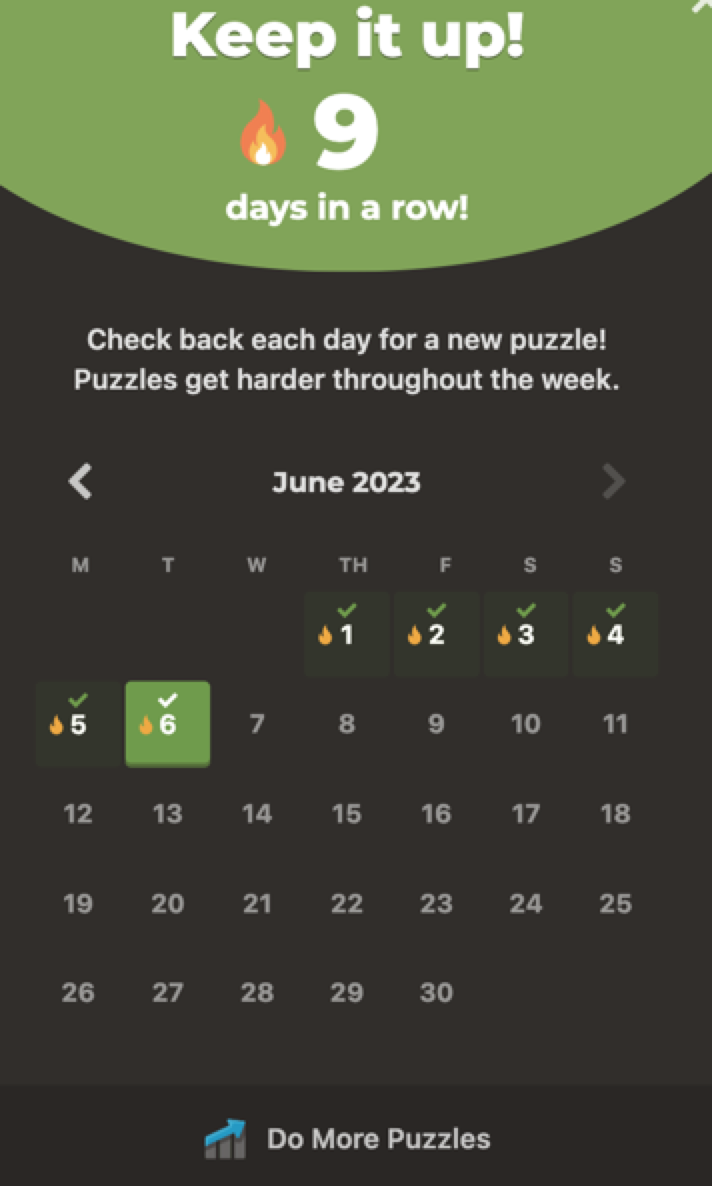 Keep it up!
9
days in a row!
Check back each day for a new puzzle!
Puzzles get harder throughout the week.
June 2023
M T W TH F S S
1 2 3 4
5 6 7 8 9 10 11
12 13 14 15 16 17 18
19 20 21 22 23 24 25
26 27 28 29 30
Do More Puzzles